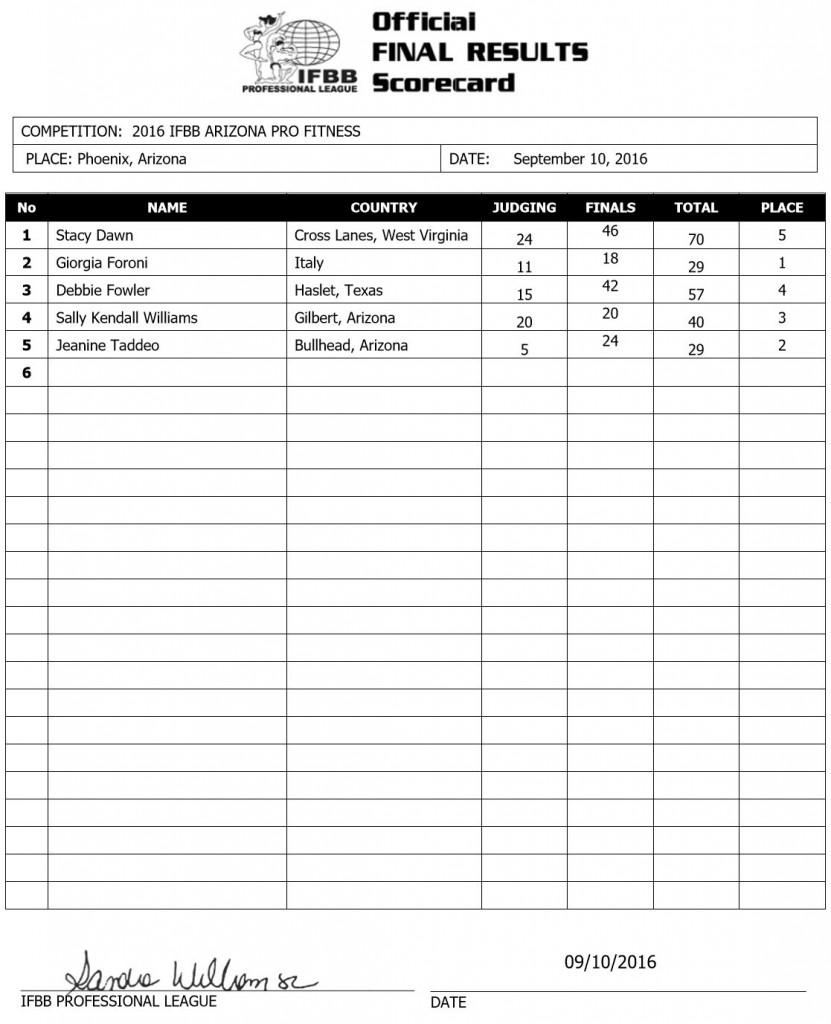 Official
FINAL RESULTS
Scorecard
IFBB
PROFESSIONAL LEAGUE
COMPETITION: 2016 IFBB ARIZONA PRO FITNESS
PLACE: Phoenix, Arizona DATE: September 10, 2016
No NAME COUNTRY JUDGING FINALS TOTAL PLACE
1 Stacy Dawn Cross Lanes, West Virginia 24 46 70 5
2 Giorgia Foroni Italy 11 18 29 1
3 Debbie Fowler Haslet, Texas 15 42 57 4
4 Sally Kendall Williams Gilbert, Arizona 20 20 40 3
5 Jeanine Taddeo Bullhead, Arizona 5 24 29 2
6
09/10/2016
IFBB PROFESSIONAL LEAGUE DATE